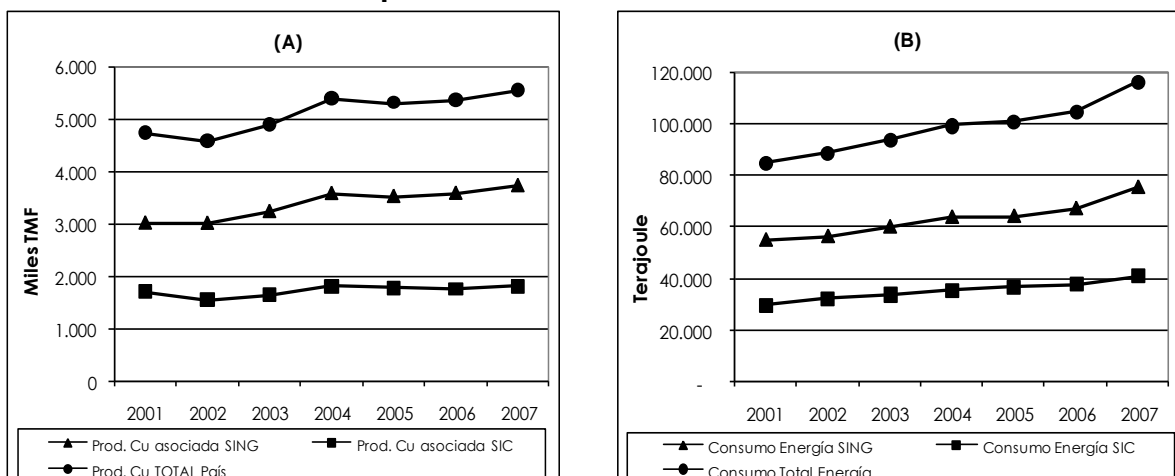 (A)
6.000
5.000
4.000
3.000
2.000
1.000
0
Miles TMF
2001 2002 2003 2004 2005 2006 2007
Prod. Cu asociada SING Prod. Cu asociada SIC
Prod. Cu TOTAL País
(B)
120.000
100.000
80.000
60.000
40.000
20.000
-
Terajoule
2001 2002 2003 2004 2005 2006 2007
Consumo Energía SING Consumo Energía SIC
Consumo Total Energía